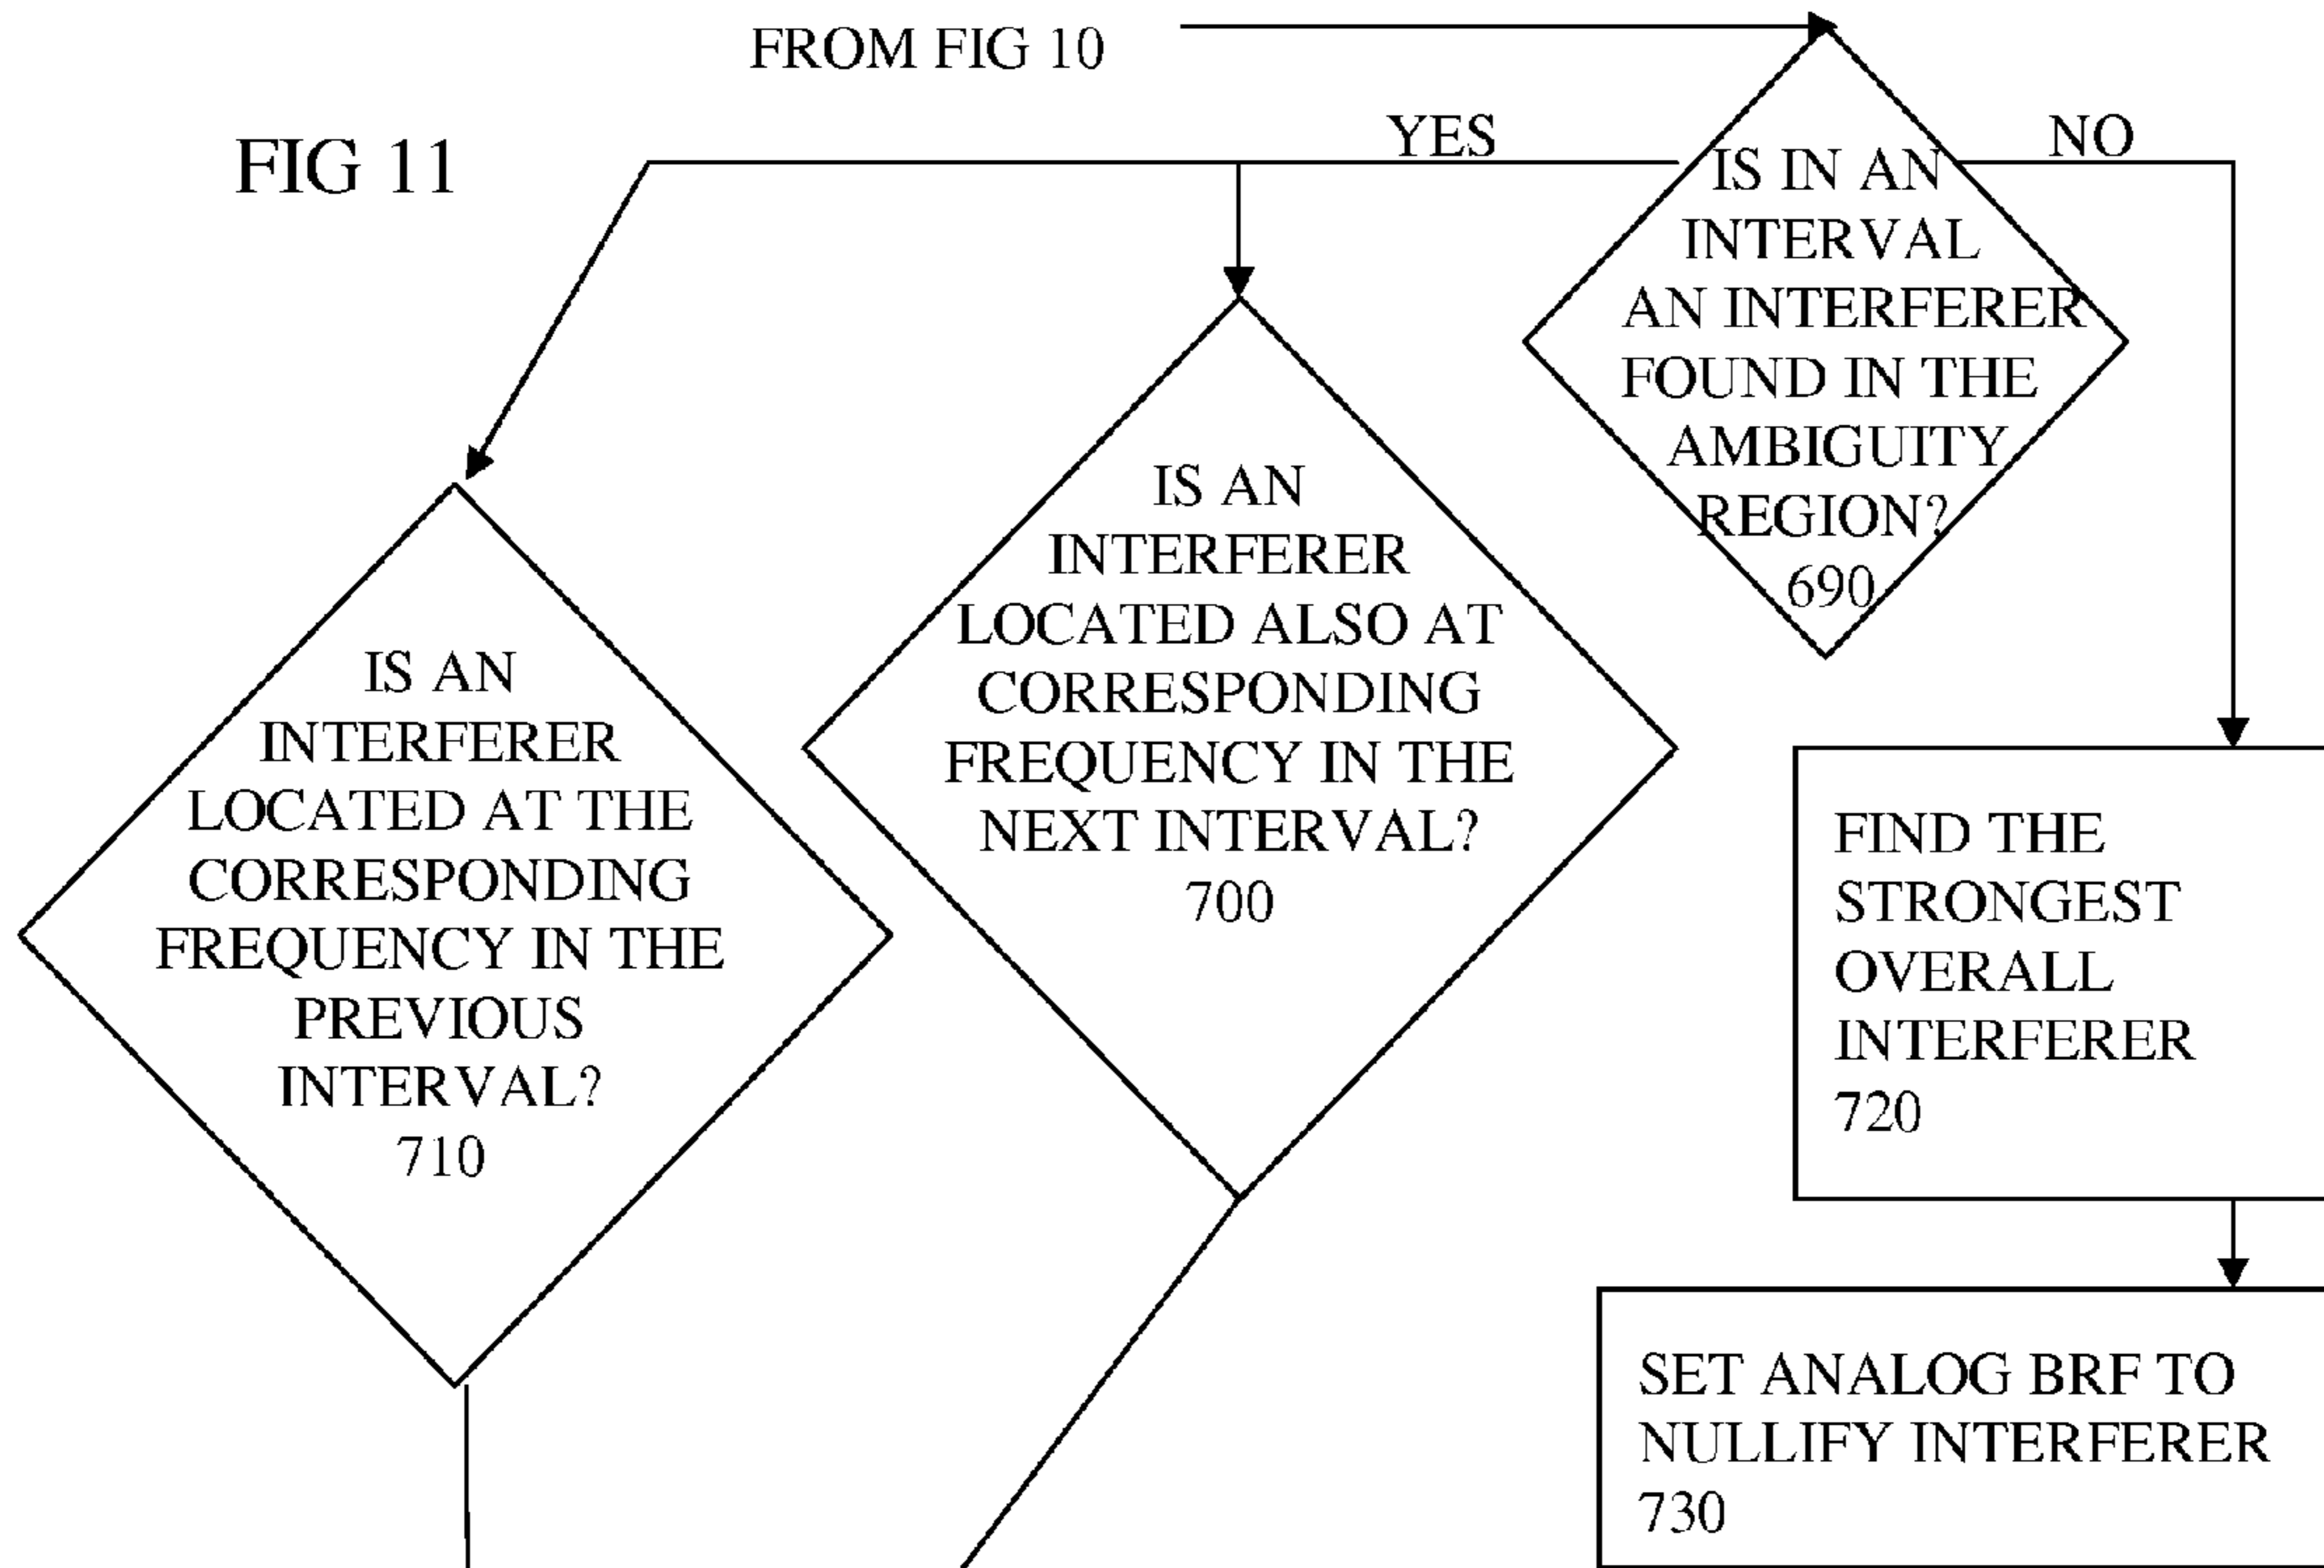 FROM FIG 10
FIG 11
YES
NO
IS IN AN
INTERVAL
AN INTERFERER
FOUND IN THE
AMBIGUITY
REGION?
690
IS AN
INTERFERER
LOCATED ALSO AT
CORRESPONDING
FREQUENCY IN THE
NEXT INTERVAL?
700
IS AN
INTERFERER
LOCATED AT THE
CORRESPONDING
FREQUENCY IN THE
PREVIOUS
INTERVAL?
710
FIND THE
STRONGEST
OVERALL
INTERFERER
720
SET ANALOG BRF TO
NULLIFY INTERFERER
730